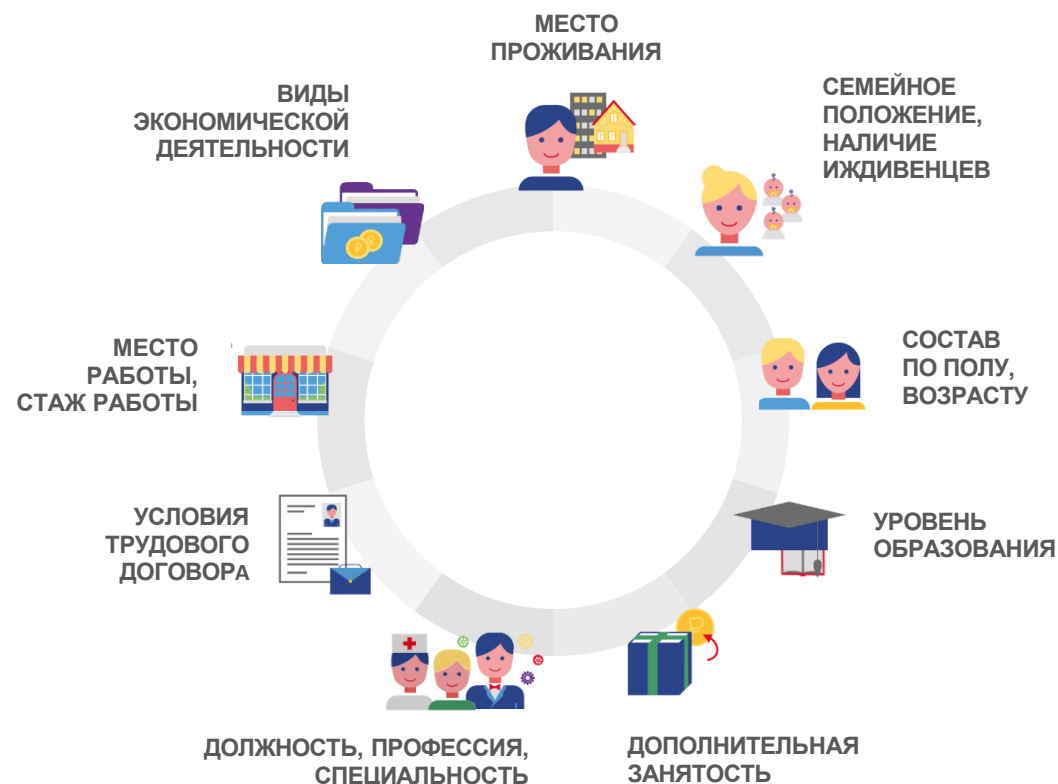 МЕСТО
ПРОЖИВАНИЯ
СЕМЕЙНОЕ
ПОЛОЖЕНИЕ,
НАЛИЧИЕ
ИЖДИВЕНЦЕВ
СОСТАВ
ПО ПОЛУ,
ВОЗРАСТУ
УРОВЕНЬ
ОБРАЗОВАНИЯ
ДОПОЛНИТЕЛЬНАЯ
ЗАНЯТОСТЬ
ДОЛЖНОСТЬ, ПРОФЕССИЯ,
СПЕЦИАЛЬНОСТЬ
УСЛОВИЯ
ТРУДОВОГО
ДОГОВОРА
МЕСТО
РАБОТЫ,
СТАЖ РАБОТЫ
ВИДЫ
ЭКОНОМИЧЕСКОЙ
ДЕЯТЕЛЬНОСТИ